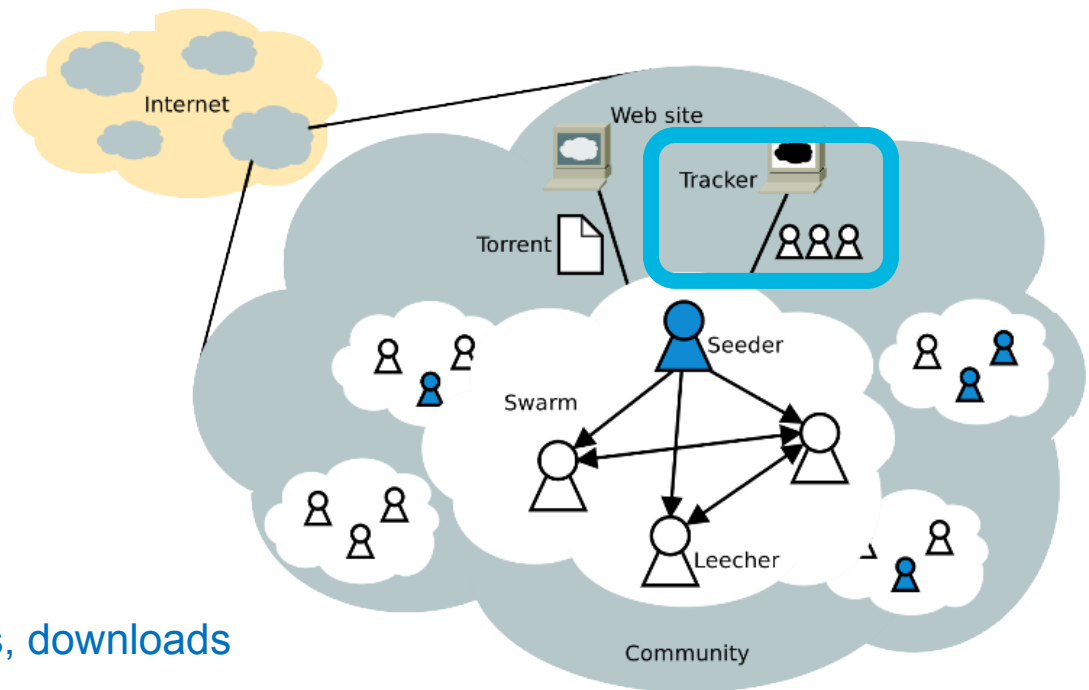 Internet
Web site
Tracker
Torrent
Seeder
Swarm
Leecher
, downloads
Community